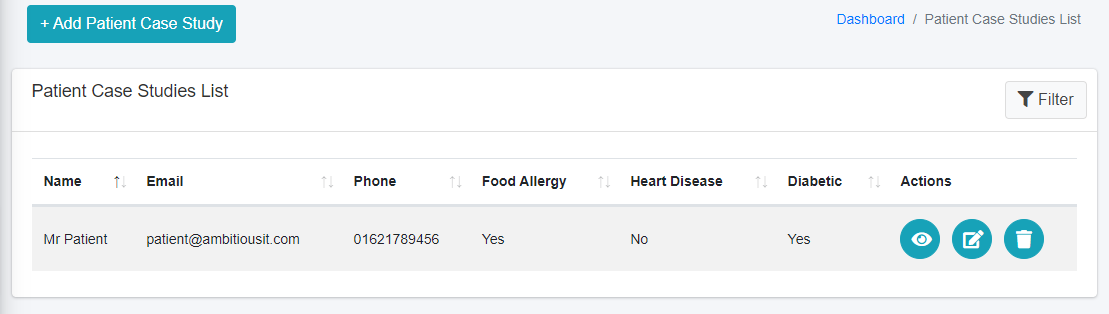 + Add Patient Case Study
Dashboard / Patient Case Studies List
Patient Case Studies List
Filter
Name Email Phone Food Allergy Heart Disease Diabetic Actions
Mr Patient patient@ambitiousit.com 01621789456 Yes No Yes